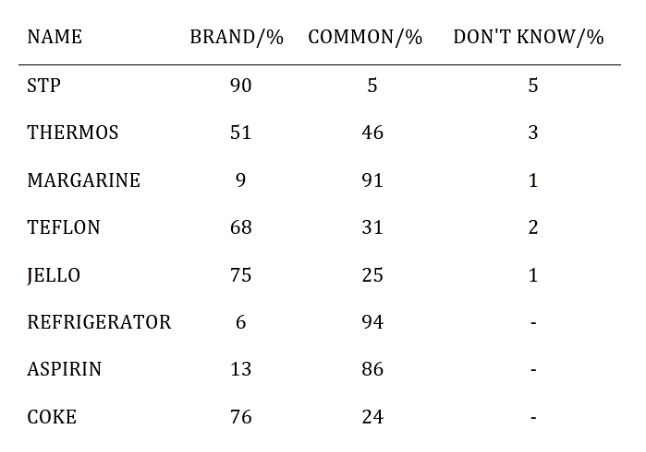 NAME BRAND/% COMMON/% DON'T KNOW/%
STP 90 5 5
THERMOS 51 46 3
MARGARINE 9 91 1
TEFLON 68 31 2
JELLO 75 25 1
REFRIGERATOR 6 94 -
ASPIRIN 13 86 -
COKE 76 24 -